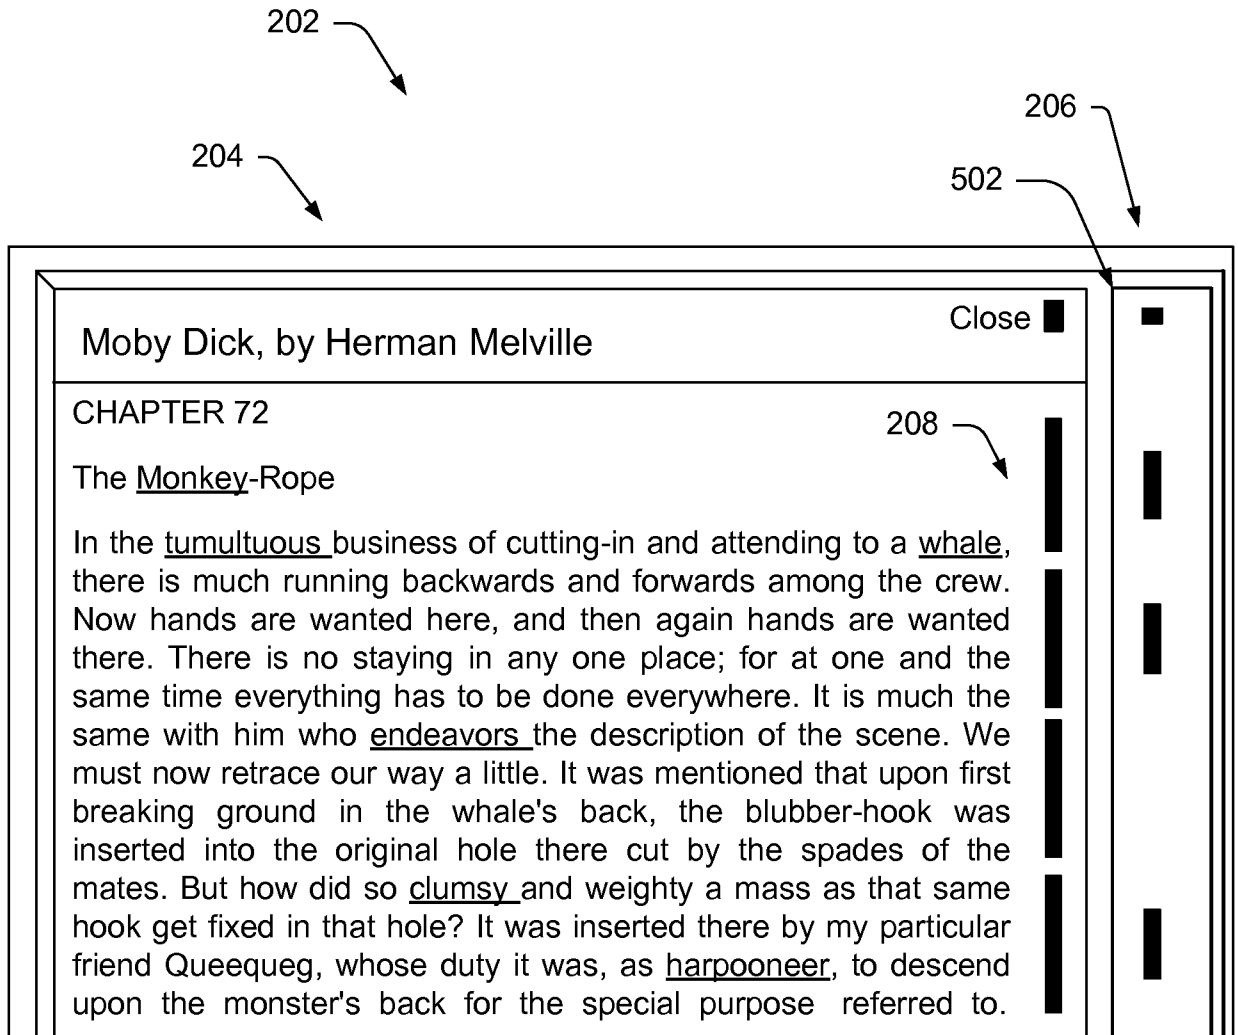 202
206
204
502
Close
Moby Dick, by Herman Melville
CHAPTER 72
208
The Monkey-Rope
In the tumultuous business of cutting-in and attending to a whale,
there is much running backwards and forwards among the crew.
Now hands are wanted here, and then again hands are wanted
there. There is no staying in any one place; for at one and the
same time everything has to be done everywhere. It is much the
same with him who endeavors the description of the scene. We
must now retrace our way a little. It was mentioned that upon first
breaking ground in the whale's back, the blubber-hook was
inserted into the original hole there cut by the spades of the
mates. But how did so clumsy and weighty a mass as that same
hook get fixed in that hole? It was inserted there by my particular
friend Queequeg, whose duty it was, as harpooneer, to descend
upon the monster's back for the special purpose referred to.